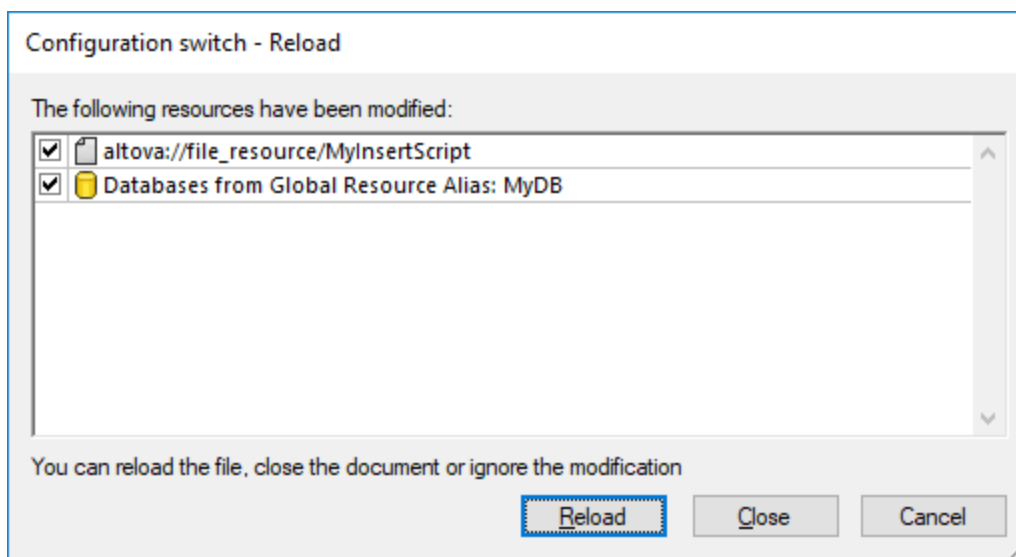 Configuration switch - Reload
The following resources have been modified:
altova://file_resource/MyInsertScript
Databases from Global Resource Alias: MyDB
You can reload the file, close the document or ignore the modification
Reload Close Cancel